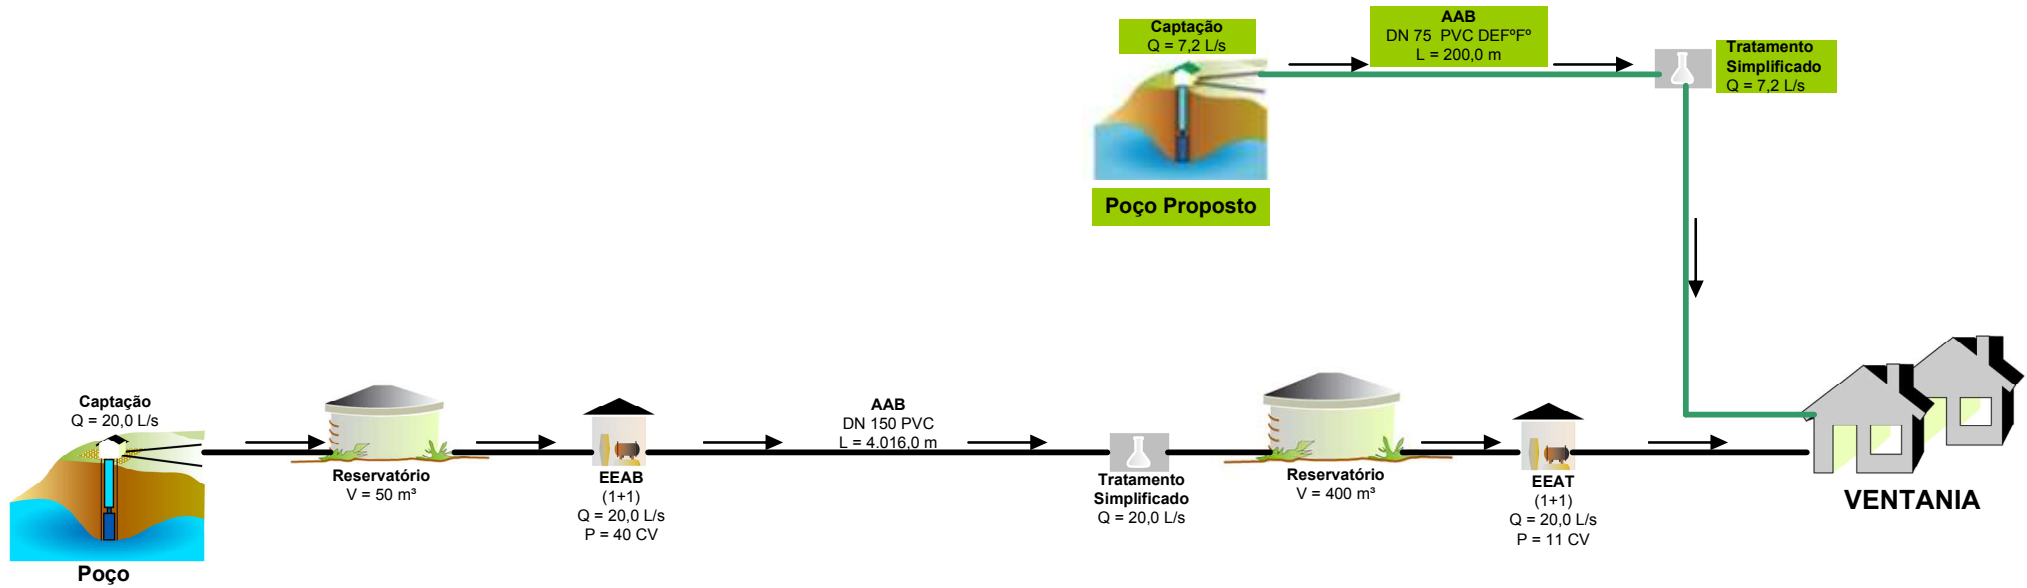 Captação
Q = 7,2 L/s
AAB
DN 75  PVC DEFºFº
L = 200,0 m
Tratamento
Simplificado
Q = 7,2 L/s
Poço Proposto
Captação
Q = 20,0 L/s
Poço
Reservatório
V = 50 m³
EEAB
(1+1)
Q = 20,0 L/s
P = 40 CV
AAB
DN 150 PVC
L = 4.016,0 m
Tratamento
Simplificado
Q = 20,0 L/s
Reservatório
V = 400 m³
EEAT
(1+1)
Q = 20,0 L/s
P = 11 CV
VENTANIA